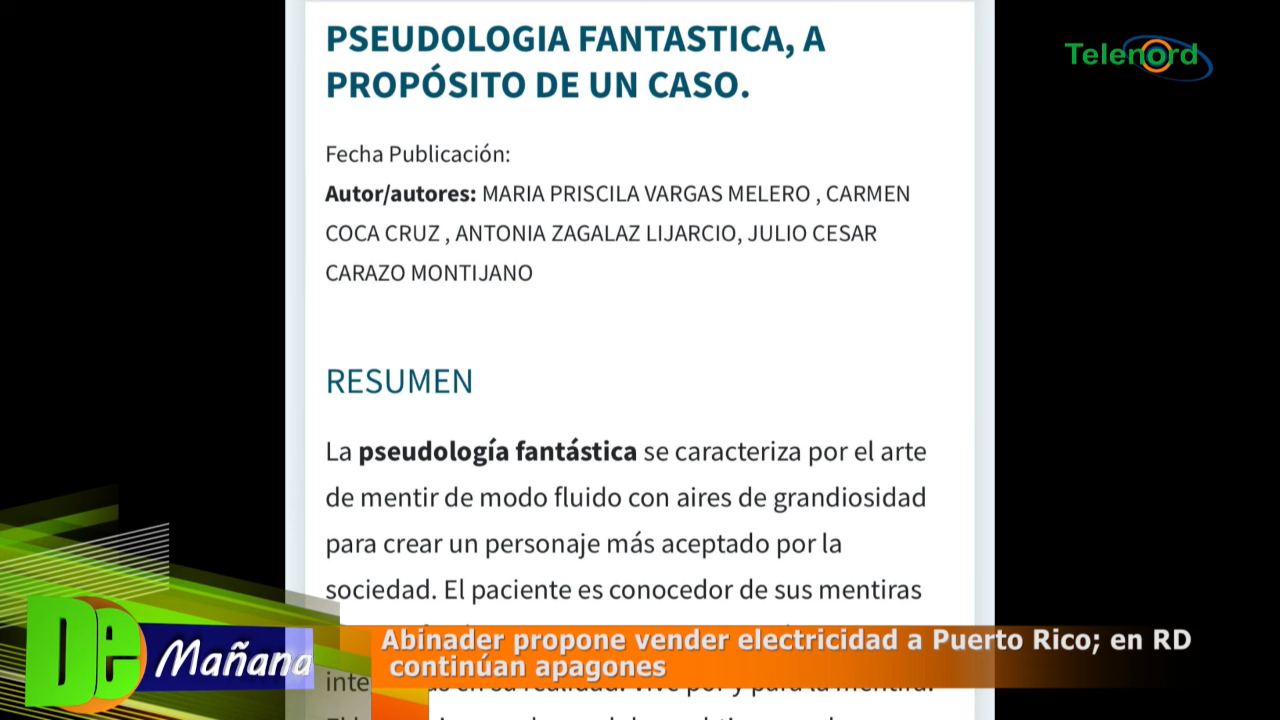 PSEUDOLOGIA FANTASTICA, A
PROPÓSITO DE UN CASO.
Telenord
Fecha Publicación:
Autor/autores: MARIA PRISCILA VARGAS MELERO , CARMEN
COCA CRUZ , ANTONIA ZAGALAZ LIJARCIO, JULIO CESAR
CARAZO MONTIJANO
RESUMEN
La pseudología fantástica se caracteriza por el arte
de mentir de modo fluido con aires de grandiosidad
para crear un personaje más aceptado por la
sociedad. El paciente es conocedor de sus mentiras
De Mañana
Abinader propone vender electricidad a Puerto Rico; en RD
continúan apagones